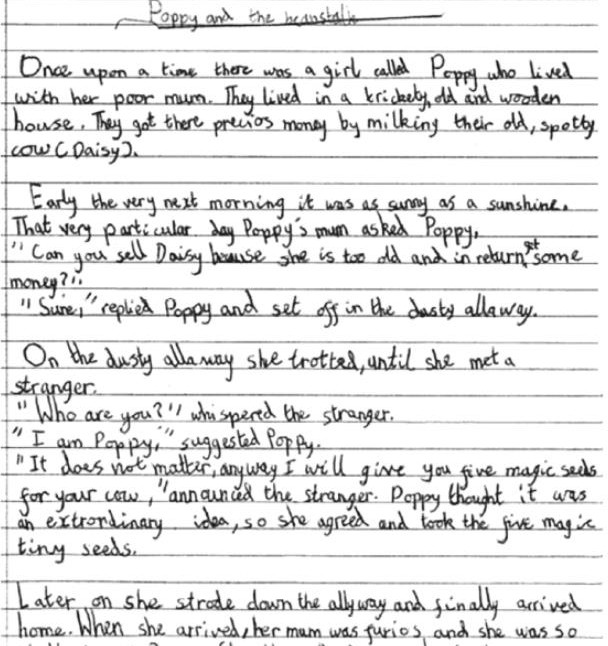 Poppy and the beanstalk
Once upon a time there was a girl called Poppy who lived
with her poor mum. They lived in a krickety, old and wooden
house. They got there precios money by milking their old, spotty
cow (Daisy).
Early the very next morning it was as sunny as a sunshine.
That very particular day Poppy's mum asked Poppy,
"Can you sell Daisy because she is too old and in return get some
money?"
"Sure," replied Poppy and set off in the dusty allaway.
On the dusty allaway she trotted, until she met a
stranger.
"Who are you?" whispered the stranger.
"I am Poppy," suggested Poppy.
"It does not matter, anyway I will give you five magic seeds
for your cow," announced the stranger. Poppy thought it was
an extrordinary idea, so she agreed and took the five magic
tiny seeds.
Later on she strode down the allyway and finally arrived
home. When she arrived, her mum was furios, and she was so